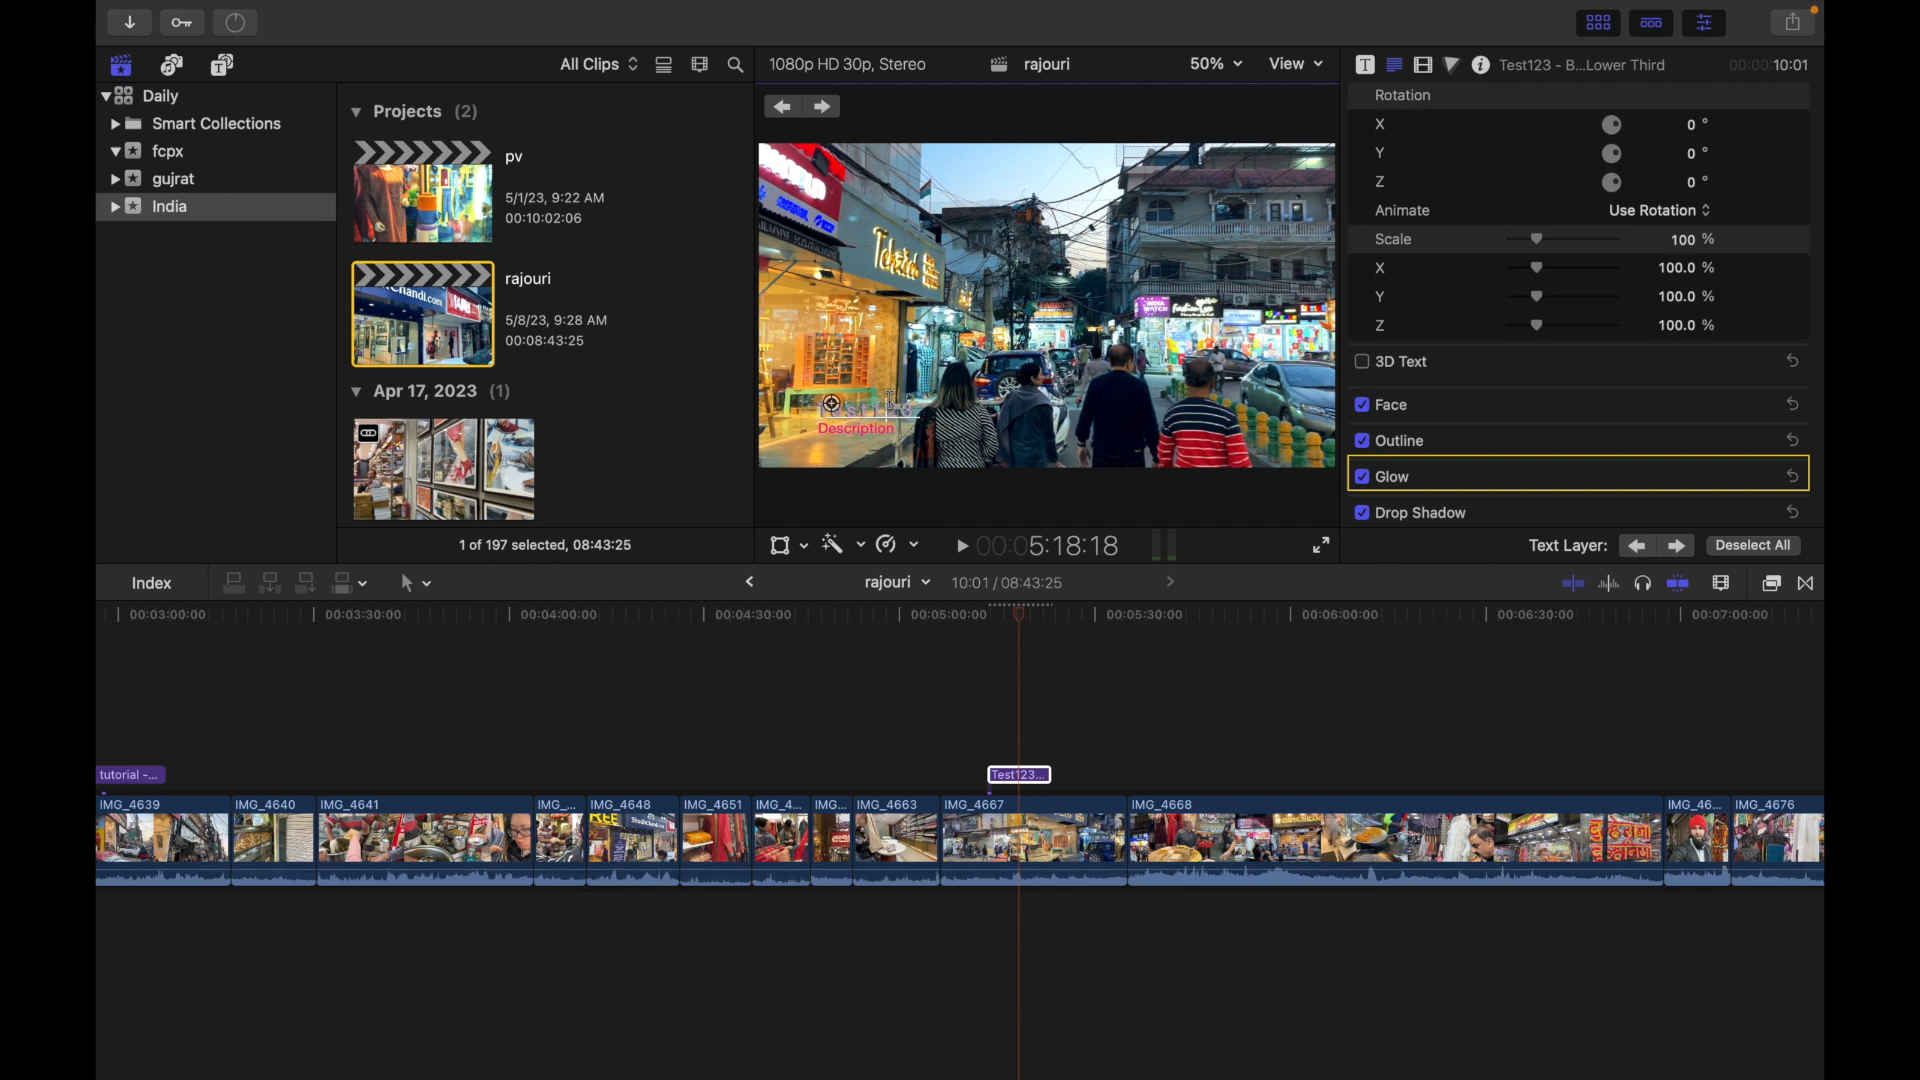 All Clips
1080p HD 30p, Stereo
rajouri
50%
View
Test123 - B...Lower Third
00:00:10:01
Daily
Smart Collections
fcpx
gujrat
India
Projects (2)
pv
5/1/23, 9:22 AM
00:10:02:06
rajouri
5/8/23, 9:28 AM
00:08:43:25
Apr 17, 2023 (1)
1 of 197 selected, 08:43:25
Test123
Description
Rotation
X 0 °
Y 0 °
Z 0 °
Animate Use Rotation
Scale 100 %
X 100.0 %
Y 100.0 %
Z 100.0 %
3D Text
Face
Outline
Glow
Drop Shadow
00:05:18:18
Text Layer:
Deselect All
Index
rajouri
10:01 / 08:43:25
00:03:00:00
00:03:30:00
00:04:00:00
00:04:30:00
00:05:00:00
00:05:30:00
00:06:00:00
00:06:30:00
00:07:00:00
tutorial -...
Test123...
IMG_4639
IMG_4640
IMG_4641
IMG_...
IMG_4648
IMG_4651
IMG_4...
IMG...
IMG_4663
IMG_4667
IMG_4668
IMG_46...
IMG_4676